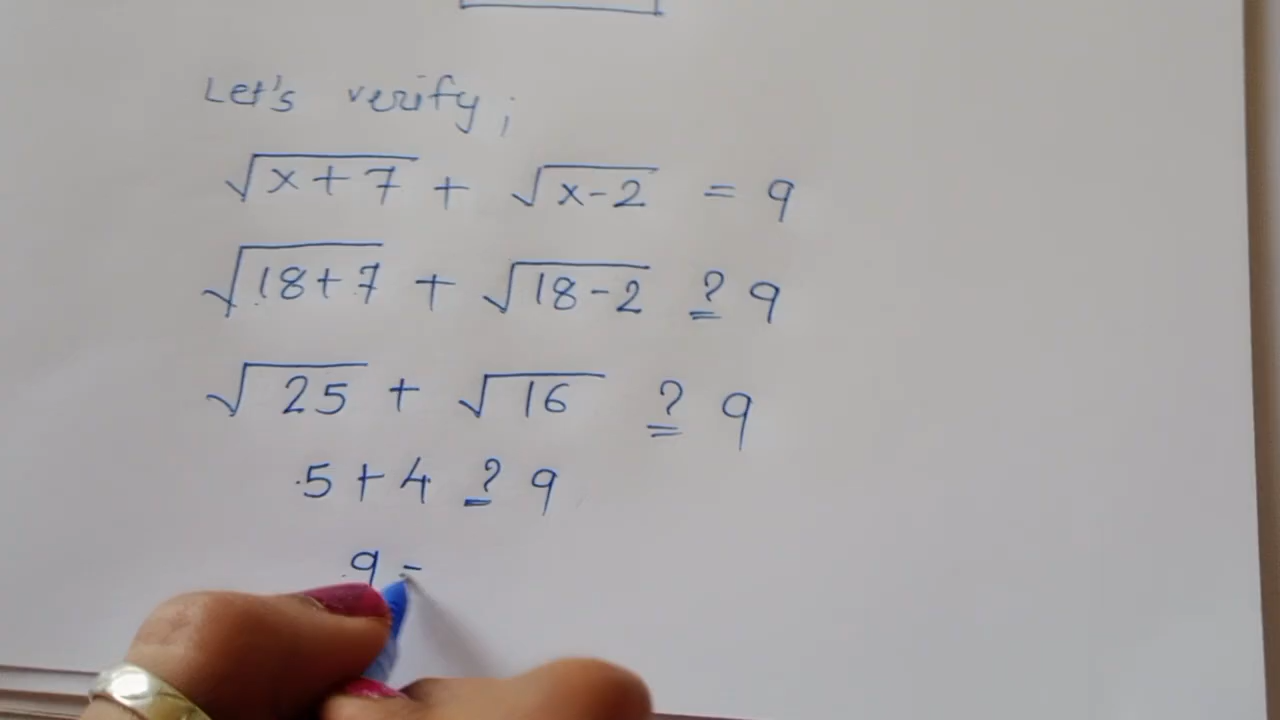 Let's verify;
√x+7 + √x-2 = 9
√18+7 + √18-2 ≟ 9
√25 + √16 ≟ 9
5+4 ≟ 9
9 =